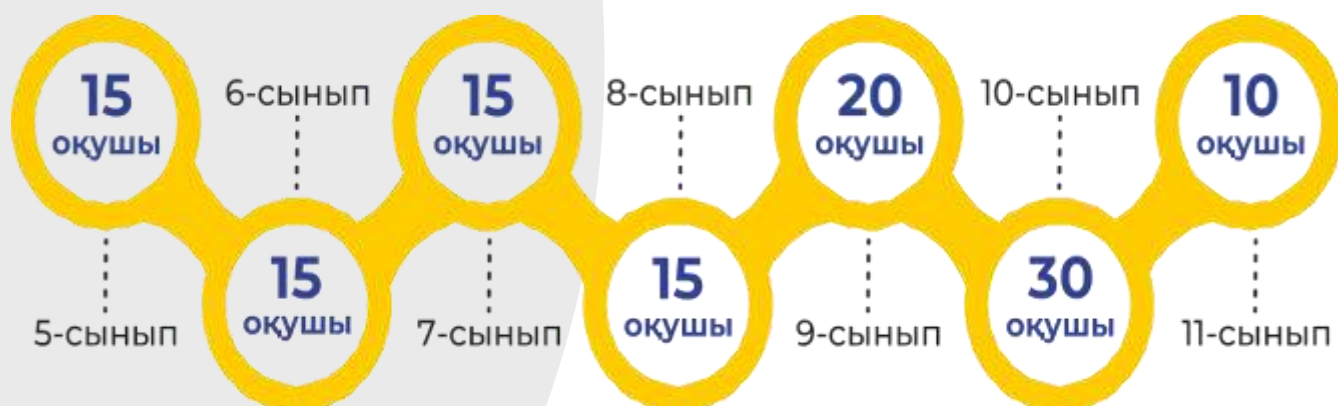 15
оқушы
5-сынып
6-сынып
15
оқушы
15
оқушы
7-сынып
8-сынып
15
оқушы
20
оқушы
9-сынып
10-сынып
30
оқушы
10
оқушы
11-сынып